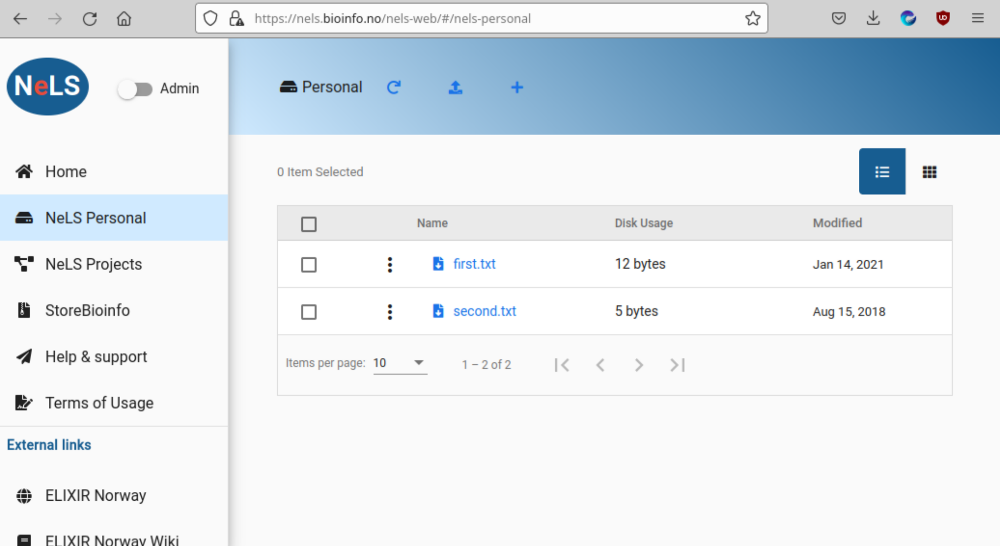 https://nels.bioinfo.no/nels-web/#/nels-personal
NeLS
Admin
Personal
Home
NeLS Personal
NeLS Projects
StoreBioinfo
Help & support
Terms of Usage
External links
ELIXIR Norway
ELIXIR Norway Wiki
0 Item Selected
Name Disk Usage Modified
first.txt 12 bytes Jan 14, 2021
second.txt 5 bytes Aug 15, 2018
Items per page: 10 1 – 2 of 2